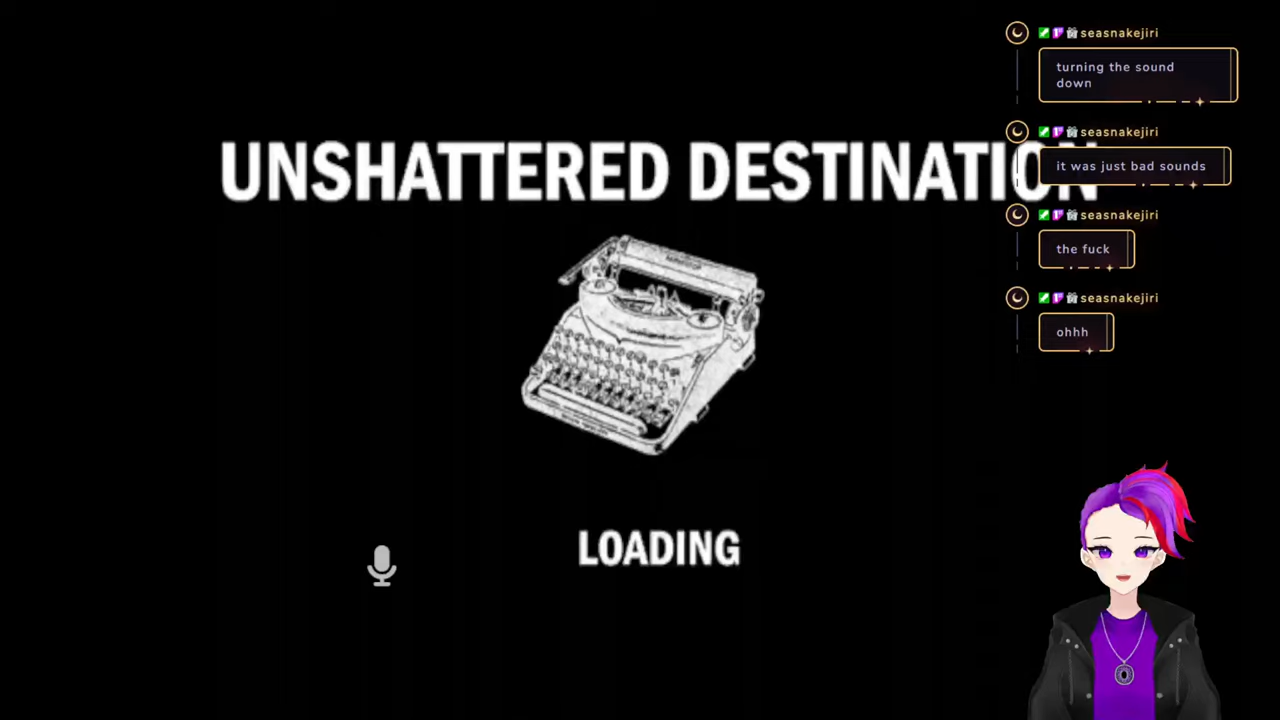 UNSHATTERED DESTINATION
LOADING
seasnakejiri
turning the sound
down
seasnakejiri
it was just bad sounds
seasnakejiri
the fuck
seasnakejiri
ohhh